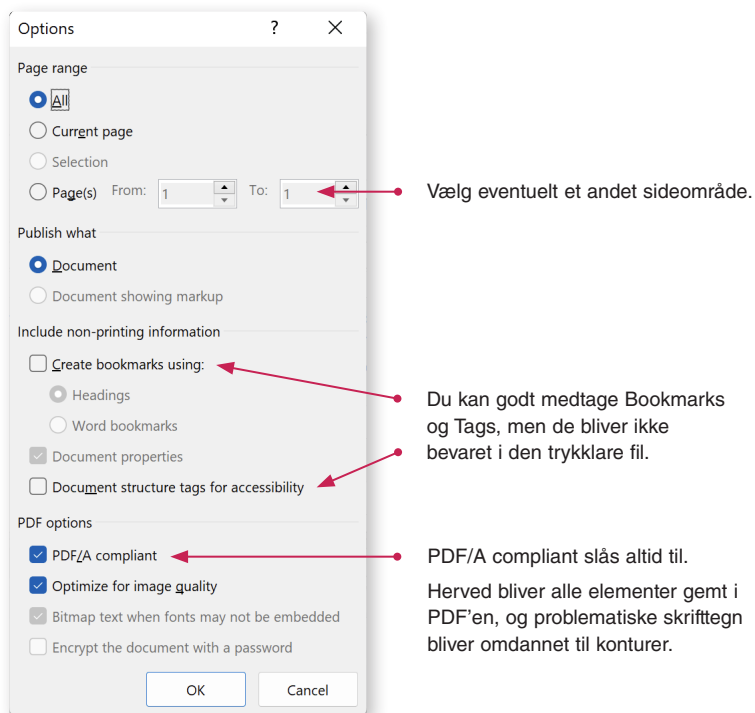 Options ?
Page range
All
Current page
Selection
Page(s) From: 1 To: 1
Vælg eventuelt et andet sideområde.
Publish what
Document
Document showing markup
Include non-printing information
Create bookmarks using:
Headings
Word bookmarks
Document properties
Document structure tags for accessibility
Du kan godt medtage Bookmarks
og Tags, men de bliver ikke
bevaret i den trykklare fil.
PDF options
PDF/A compliant
Optimize for image quality
Bitmap text when fonts may not be embedded
Encrypt the document with a password
PDF/A compliant slås altid til.
Herved bliver alle elementer gemt i
PDF’en, og problematiske skrifttegn
bliver omdannet til konturer.
OK Cancel